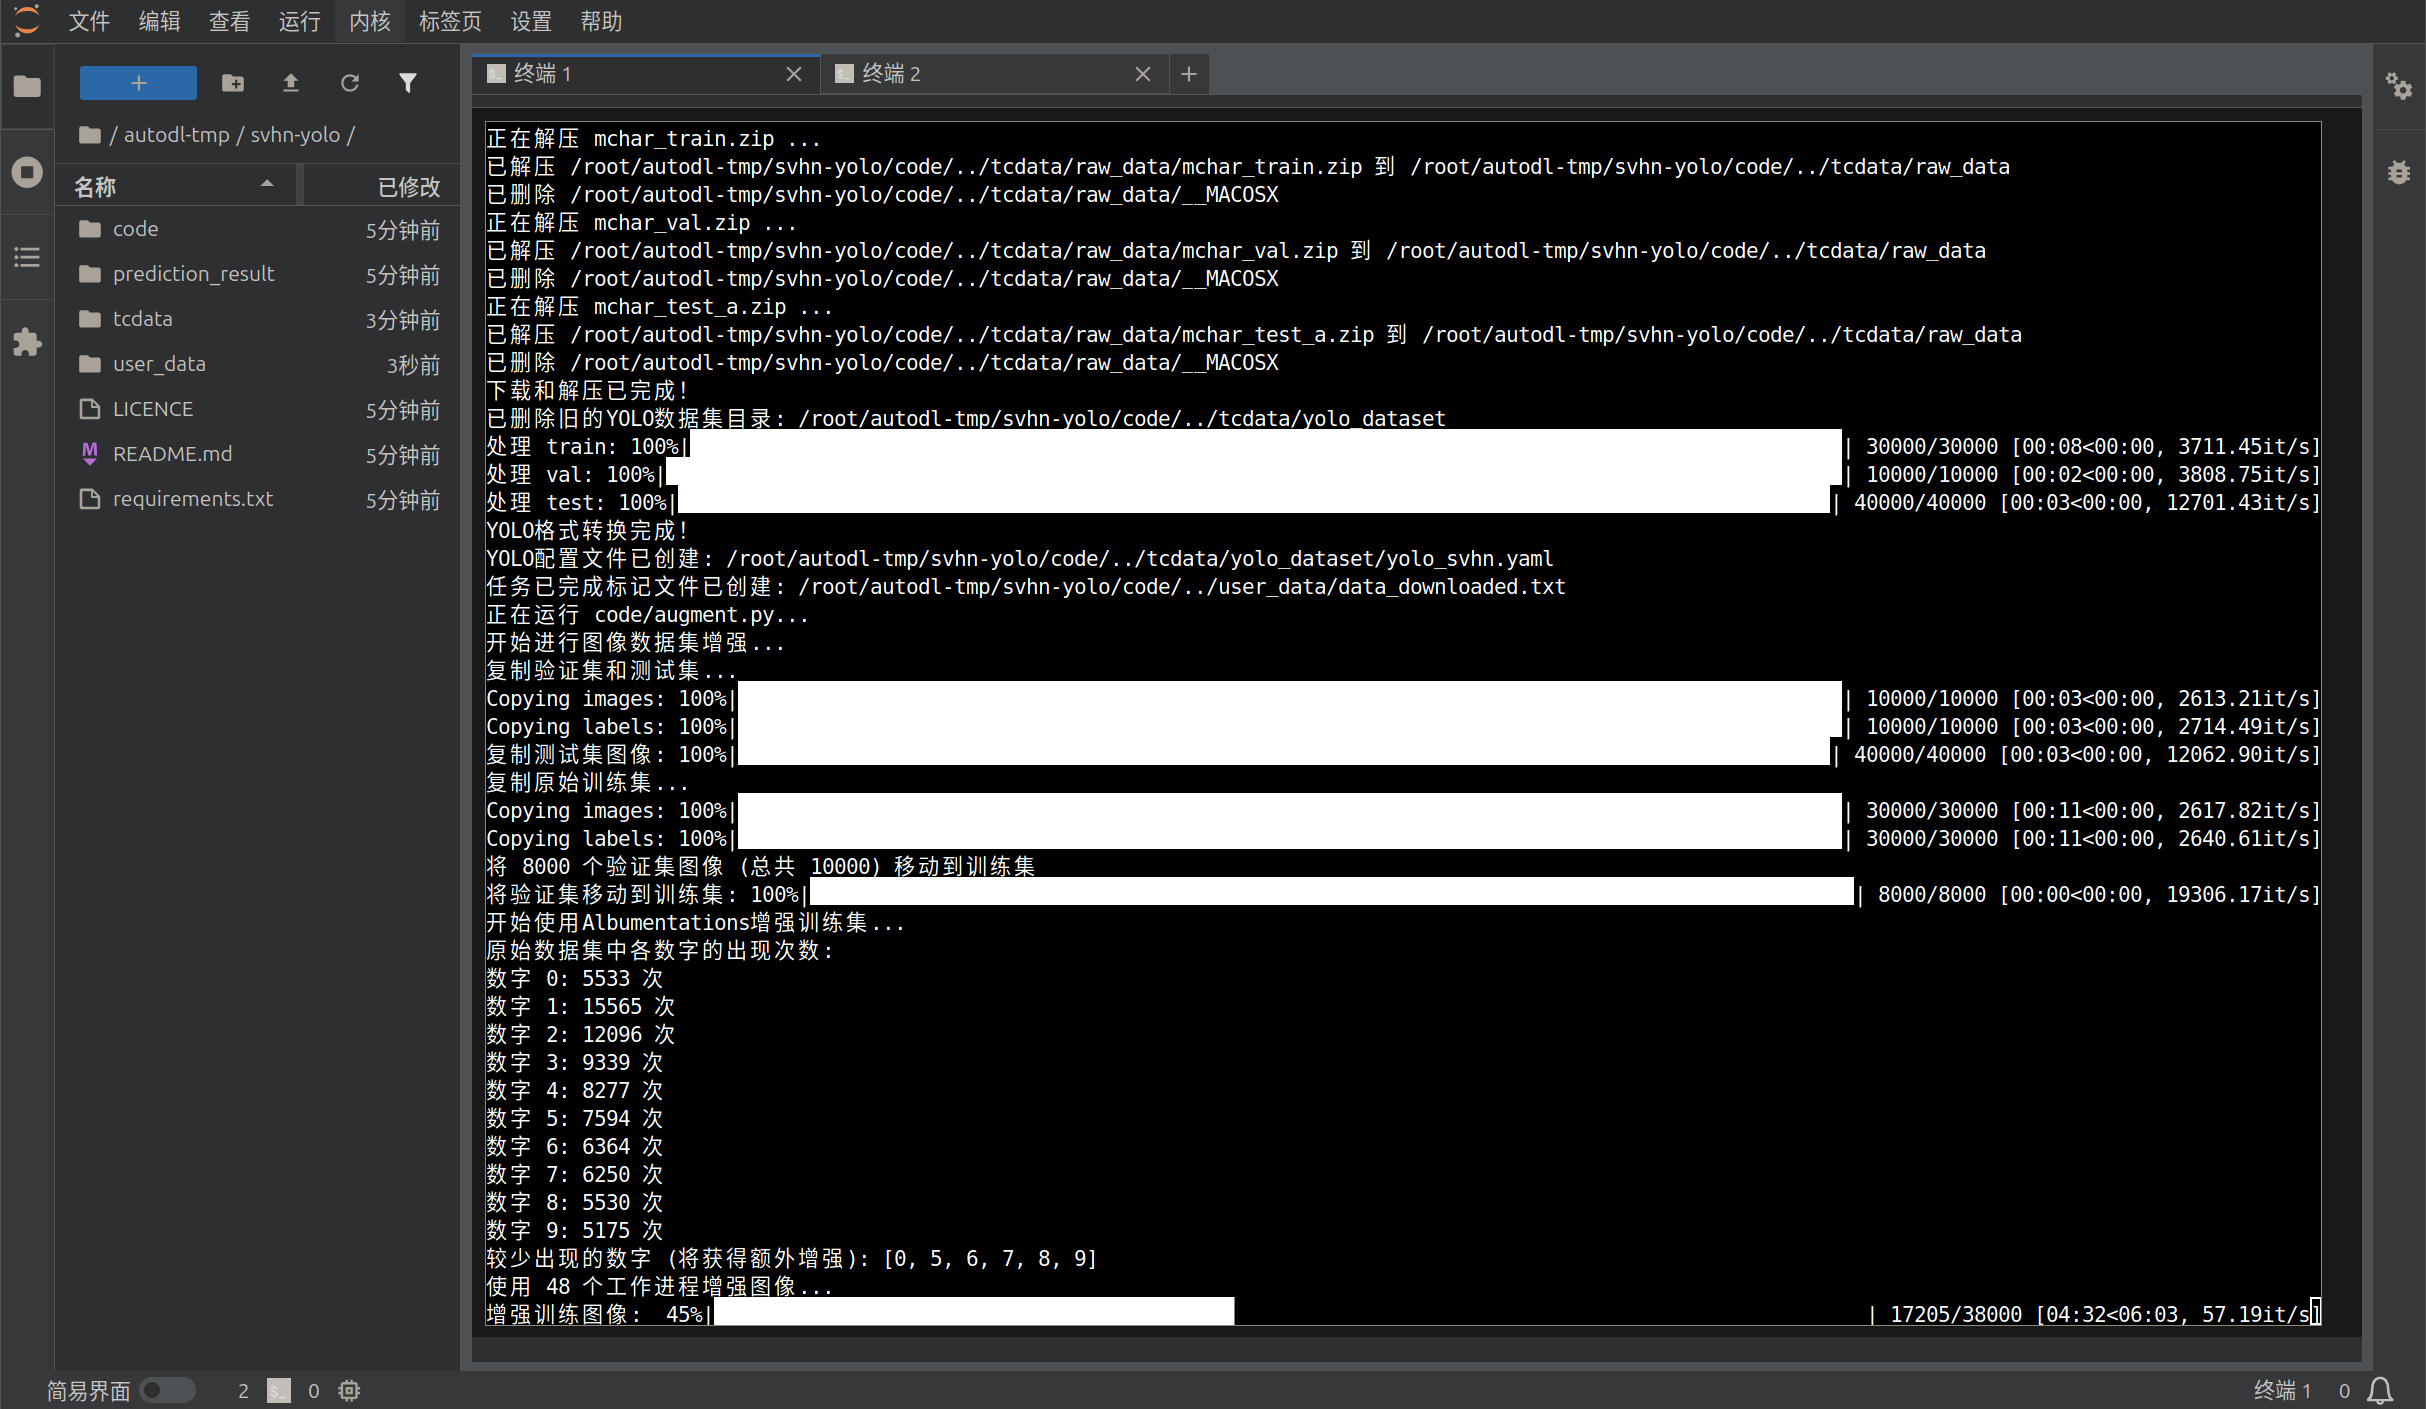 文件 编辑 查看 运行 内核 标签页 设置 帮助
/ autodl-tmp / svhn-yolo /
名称 已修改
code 5分钟前
prediction_result 5分钟前
tcdata 3分钟前
user_data 3秒前
LICENCE 5分钟前
README.md 5分钟前
requirements.txt 5分钟前
终端 1 终端 2
正在解压 mchar_train.zip ...
已解压 /root/autodl-tmp/svhn-yolo/code/../tcdata/raw_data/mchar_train.zip 到 /root/autodl-tmp/svhn-yolo/code/../tcdata/raw_data
已删除 /root/autodl-tmp/svhn-yolo/code/../tcdata/raw_data/__MACOSX
正在解压 mchar_val.zip ...
已解压 /root/autodl-tmp/svhn-yolo/code/../tcdata/raw_data/mchar_val.zip 到 /root/autodl-tmp/svhn-yolo/code/../tcdata/raw_data
已删除 /root/autodl-tmp/svhn-yolo/code/../tcdata/raw_data/__MACOSX
正在解压 mchar_test_a.zip ...
已解压 /root/autodl-tmp/svhn-yolo/code/../tcdata/raw_data/mchar_test_a.zip 到 /root/autodl-tmp/svhn-yolo/code/../tcdata/raw_data
已删除 /root/autodl-tmp/svhn-yolo/code/../tcdata/raw_data/__MACOSX
下载和解压已完成!
已删除旧的YOLO数据集目录: /root/autodl-tmp/svhn-yolo/code/../tcdata/yolo_dataset
处理 train: 100%| | 30000/30000 [00:08<00:00, 3711.45it/s]
处理 val: 100%| | 10000/10000 [00:02<00:00, 3808.75it/s]
处理 test: 100%| | 40000/40000 [00:03<00:00, 12701.43it/s]
YOLO格式转换完成!
YOLO配置文件已创建: /root/autodl-tmp/svhn-yolo/code/../tcdata/yolo_dataset/yolo_svhn.yaml
任务已完成标记文件已创建: /root/autodl-tmp/svhn-yolo/code/../user_data/data_downloaded.txt
正在运行 code/augment.py...
开始进行图像数据集增强...
复制验证集和测试集...
Copying images: 100%| | 10000/10000 [00:03<00:00, 2613.21it/s]
Copying labels: 100%| | 10000/10000 [00:03<00:00, 2714.49it/s]
复制测试集图像: 100%| | 40000/40000 [00:03<00:00, 12062.90it/s]
复制原始训练集...
Copying images: 100%| | 30000/30000 [00:11<00:00, 2617.82it/s]
Copying labels: 100%| | 30000/30000 [00:11<00:00, 2640.61it/s]
将 8000 个验证集图像 (总共 10000) 移动到训练集
将验证集移动到训练集: 100%| | 8000/8000 [00:00<00:00, 19306.17it/s]
开始使用Albumentations增强训练集...
原始数据集中各数字的出现次数:
数字 0: 5533 次
数字 1: 15565 次
数字 2: 12096 次
数字 3: 9339 次
数字 4: 8277 次
数字 5: 7594 次
数字 6: 6364 次
数字 7: 6250 次
数字 8: 5530 次
数字 9: 5175 次
较少出现的数字 (将获得额外增强): [0, 5, 6, 7, 8, 9]
使用 48 个工作进程增强图像...
增强训练图像: 45%| | 17205/38000 [04:32<06:03, 57.19it/s]
简易界面 2 0 终端 1 0